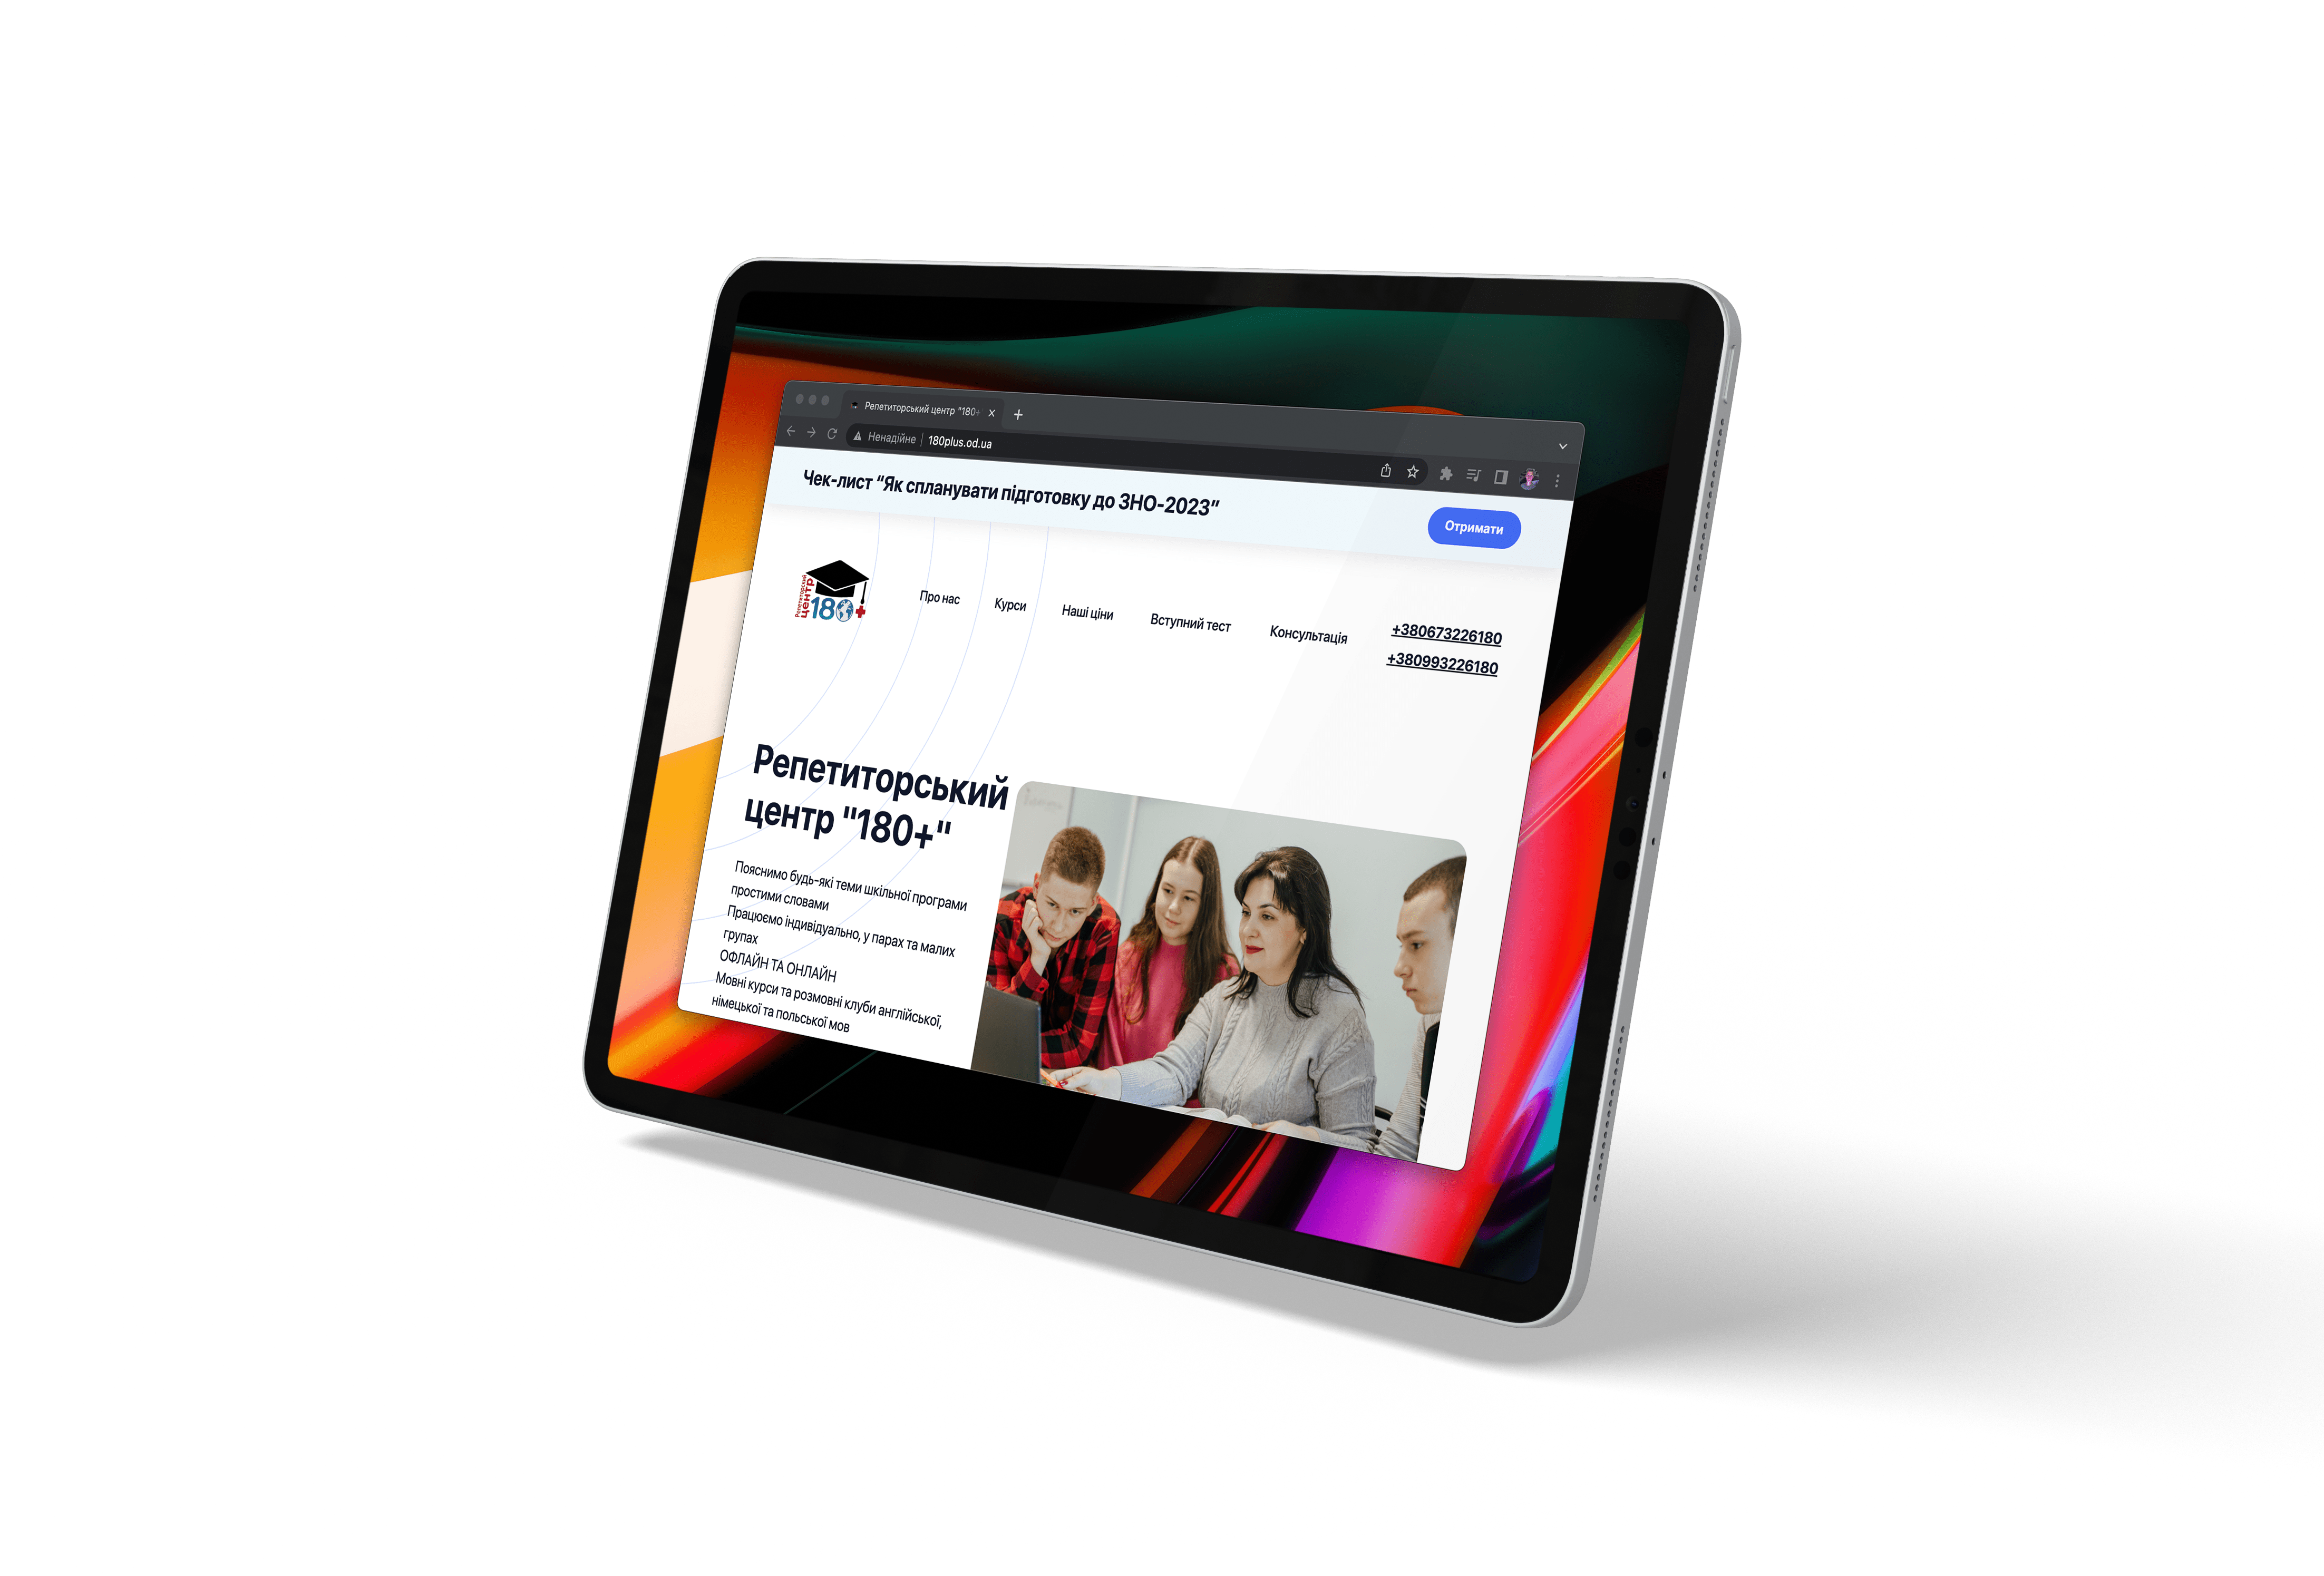 Репетиторський центр "180+
Ненадійне | 180plus.od.ua
Чек-лист “Як спланувати підготовку до ЗНО-2023”
Отримати
Репетиторский
центр
180+
Про нас
Курси
Наші ціни
Вступний тест
Консультація
+380673226180
+380993226180
Репетиторський
центр "180+"
Пояснимо будь-які теми шкільної програми
простими словами
Працюємо індивідуально, у парах та малих
групах
ОФЛАЙН ТА ОНЛАЙН
Мовні курси та розмовні клуби англійської,
німецької та польської мов